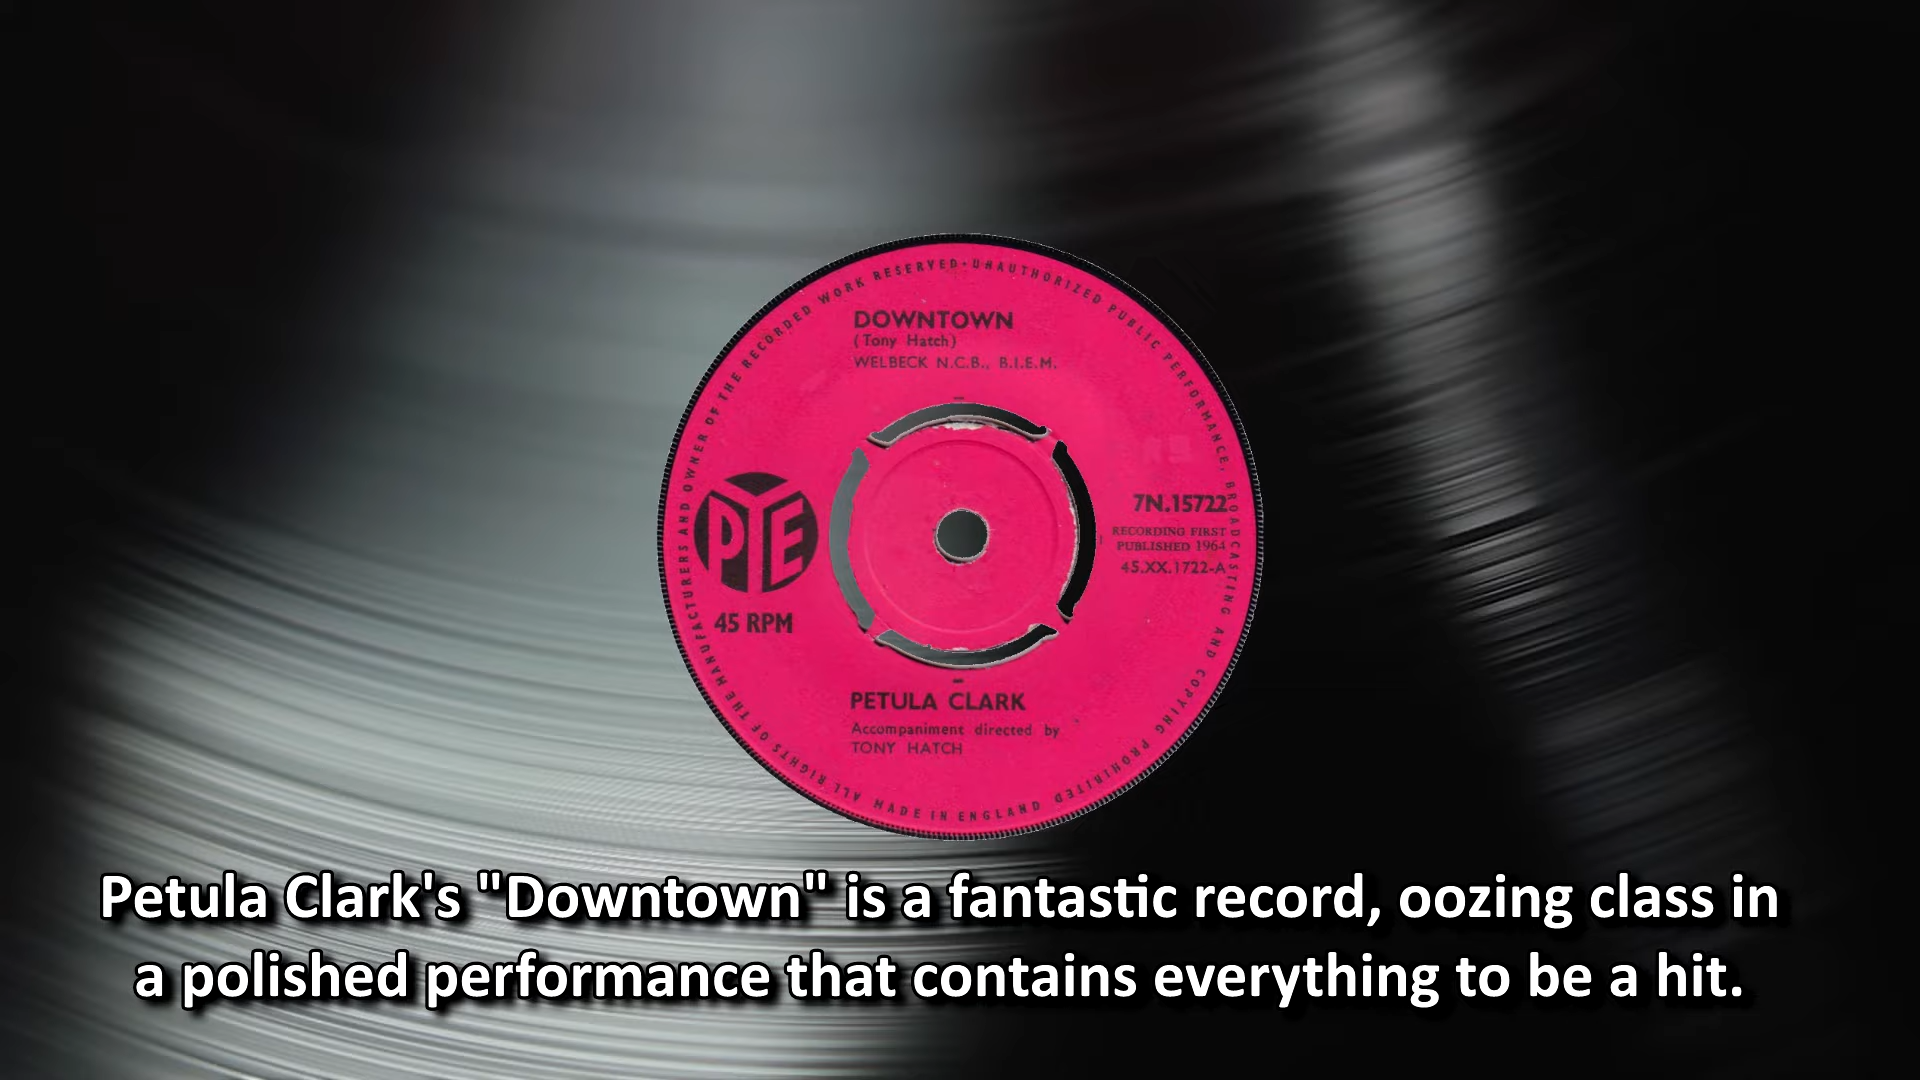 ALL RIGHTS OF THE MANUFACTURERS AND OWNER OF THE RECORDED WORK RESERVED·UNAUTHORIZED PUBLIC PERFORMANCE, BROADCASTING AND COPYING PROHIBITED
DOWNTOWN
(Tony Hatch)
WELBECK N.C.B., B.I.E.M.
PYE
45 RPM
7N.15722
RECORDING FIRST
PUBLISHED 1964
45.XX.1722-A
PETULA CLARK
Accompaniment directed by
TONY HATCH
MADE IN ENGLAND
Petula Clark's "Downtown" is a fantastic record, oozing class in
a polished performance that contains everything to be a hit.